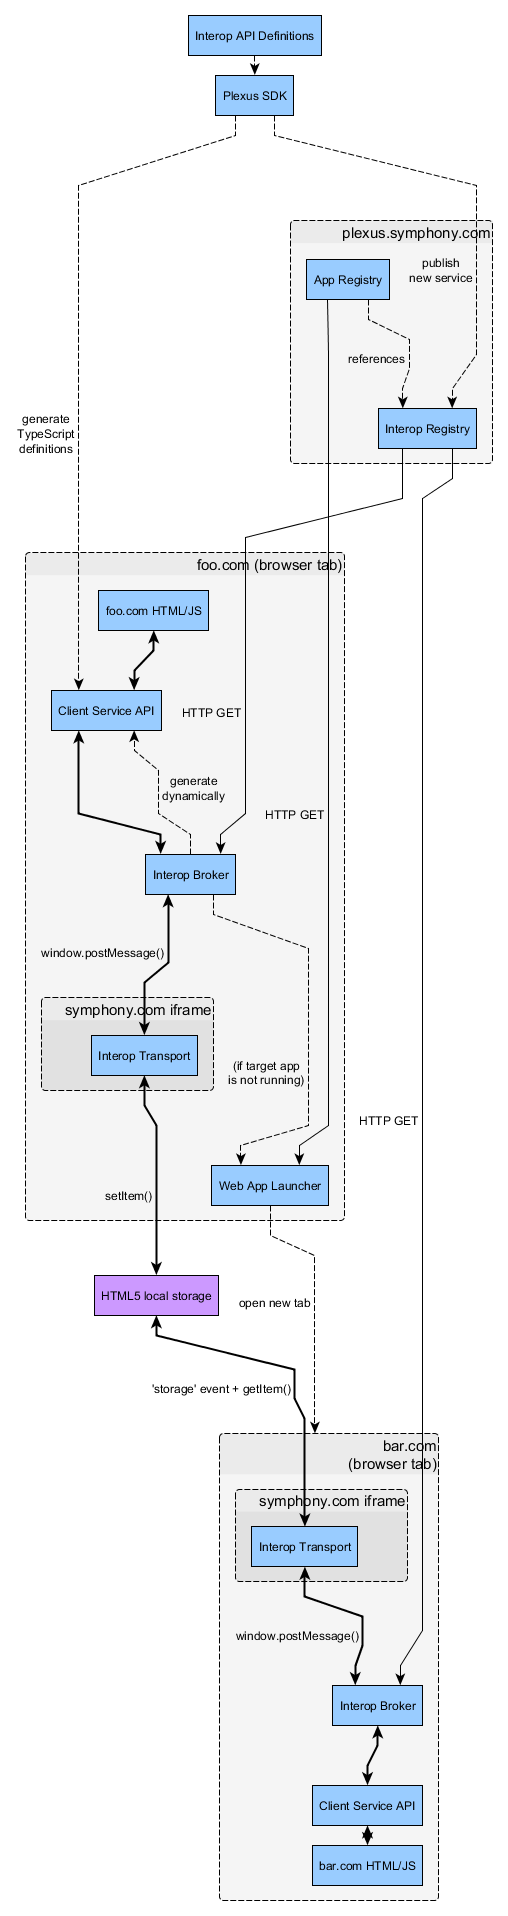 Interop API Definitions
Plexus SDK
plexus.symphony.com
publish
new service
App Registry
references
Interop Registry
generate
TypeScript
definitions
foo.com (browser tab)
foo.com HTML/JS
Client Service API
HTTP GET
generate
dynamically
HTTP GET
Interop Broker
window.postMessage()
symphony.com iframe
Interop Transport
(if target app
is not running)
HTTP GET
Web App Launcher
setItem()
HTML5 local storage
open new tab
'storage' event + getItem()
bar.com
(browser tab)
symphony.com iframe
Interop Transport
window.postMessage()
Interop Broker
Client Service API
bar.com HTML/JS